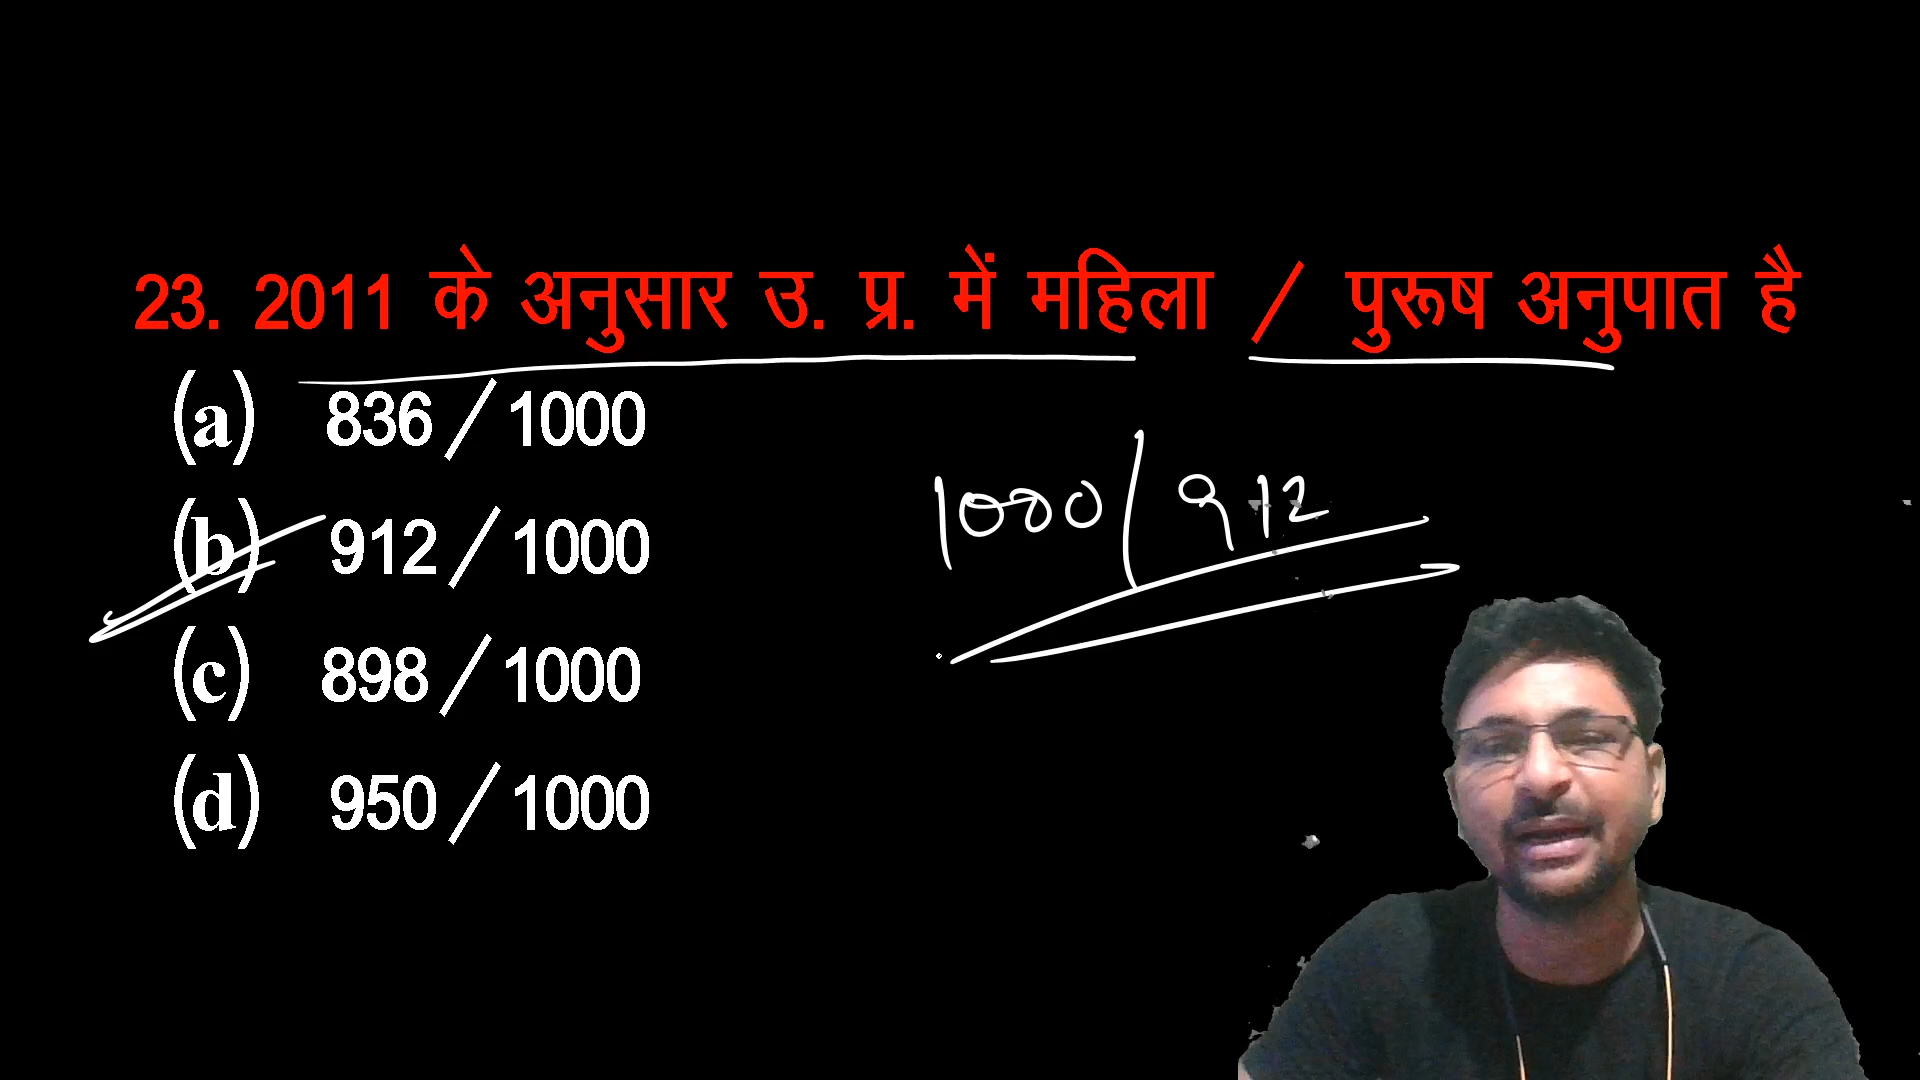 23. 2011 के अनुसार उ. प्र. में महिला / पुरूष अनुपात है
(a) 836/1000
(b) 912/1000
(c) 898/1000
(d) 950/1000
1000/912